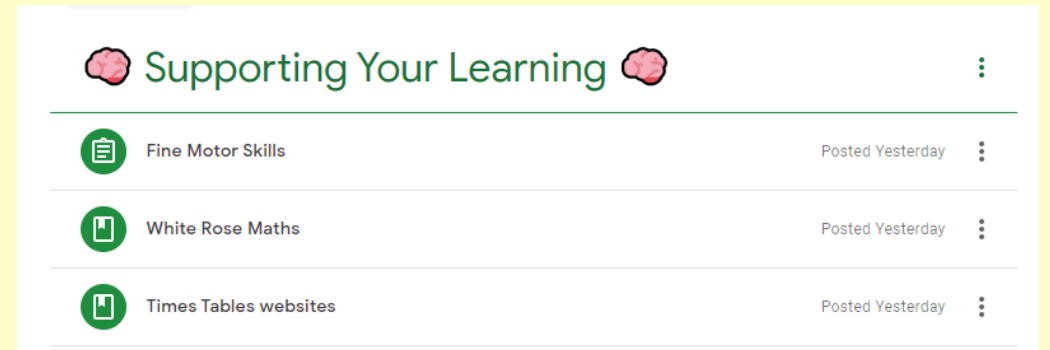 🧠 Supporting Your Learning 🧠
Fine Motor Skills Posted Yesterday
White Rose Maths Posted Yesterday
Times Tables websites Posted Yesterday